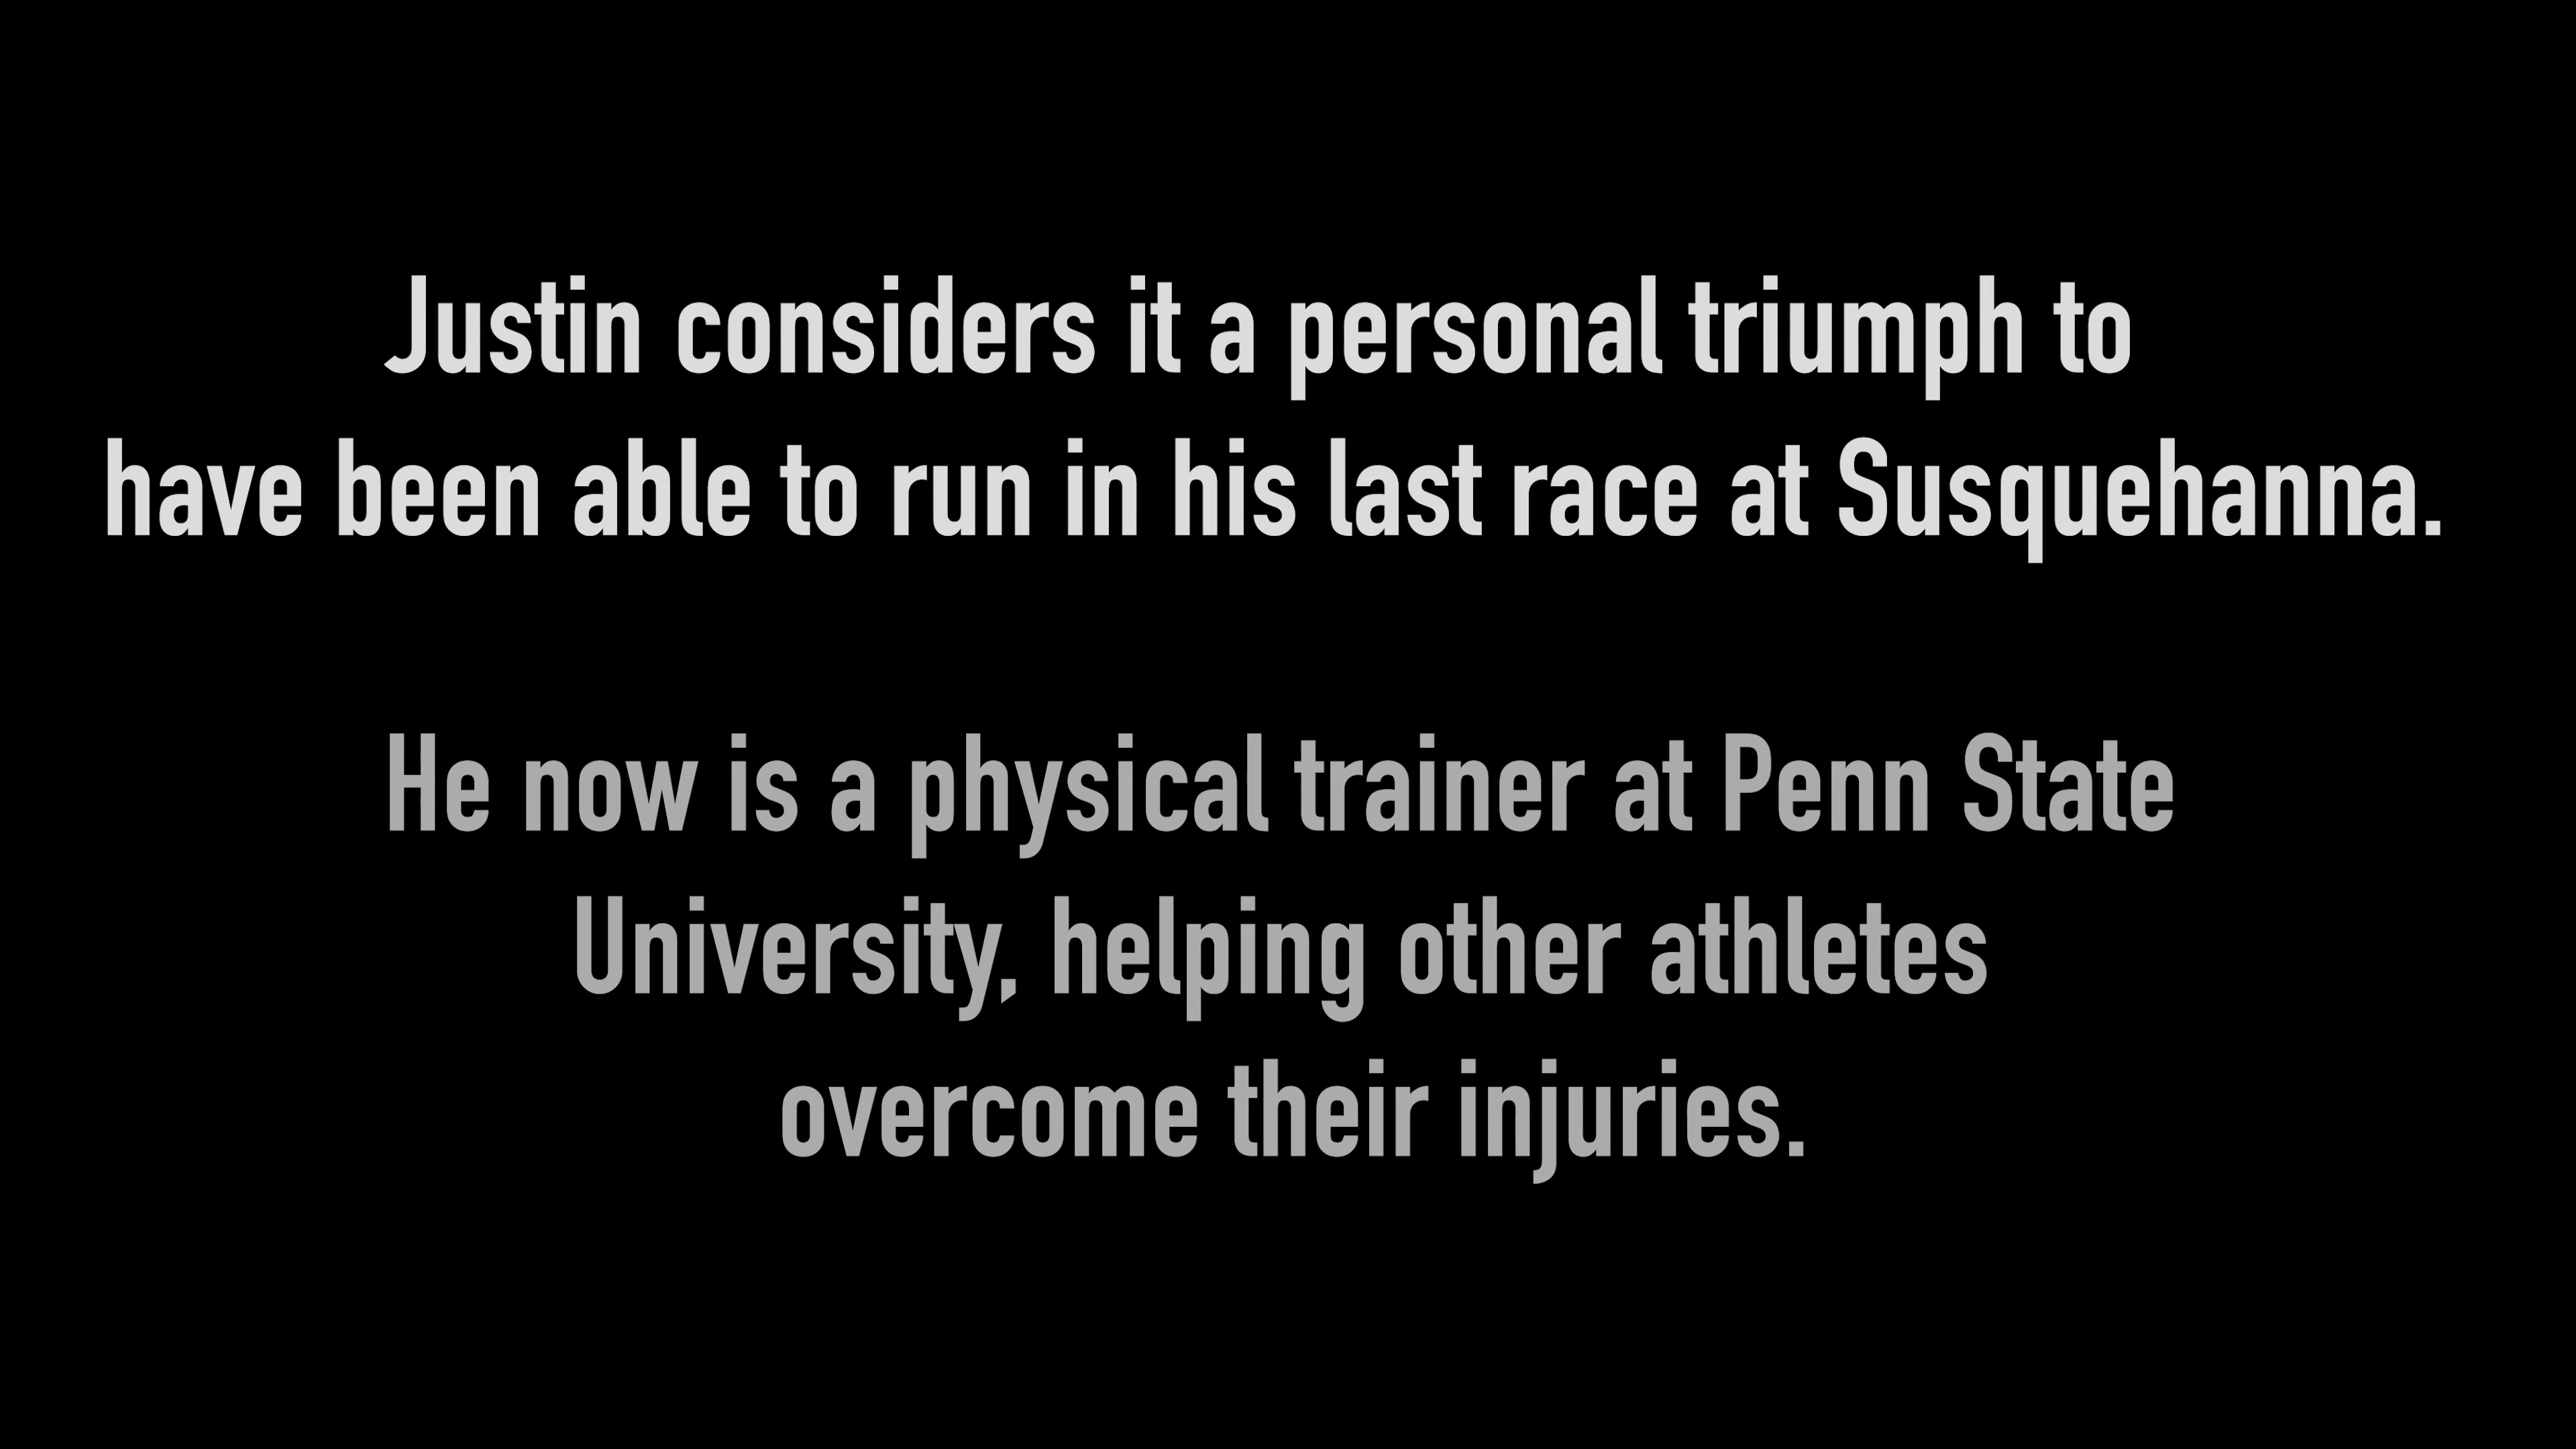 Justin considers it a personal triumph to
have been able to run in his last race at Susquehanna.
He now is a physical trainer at Penn State
University, helping other athletes
overcome their injuries.